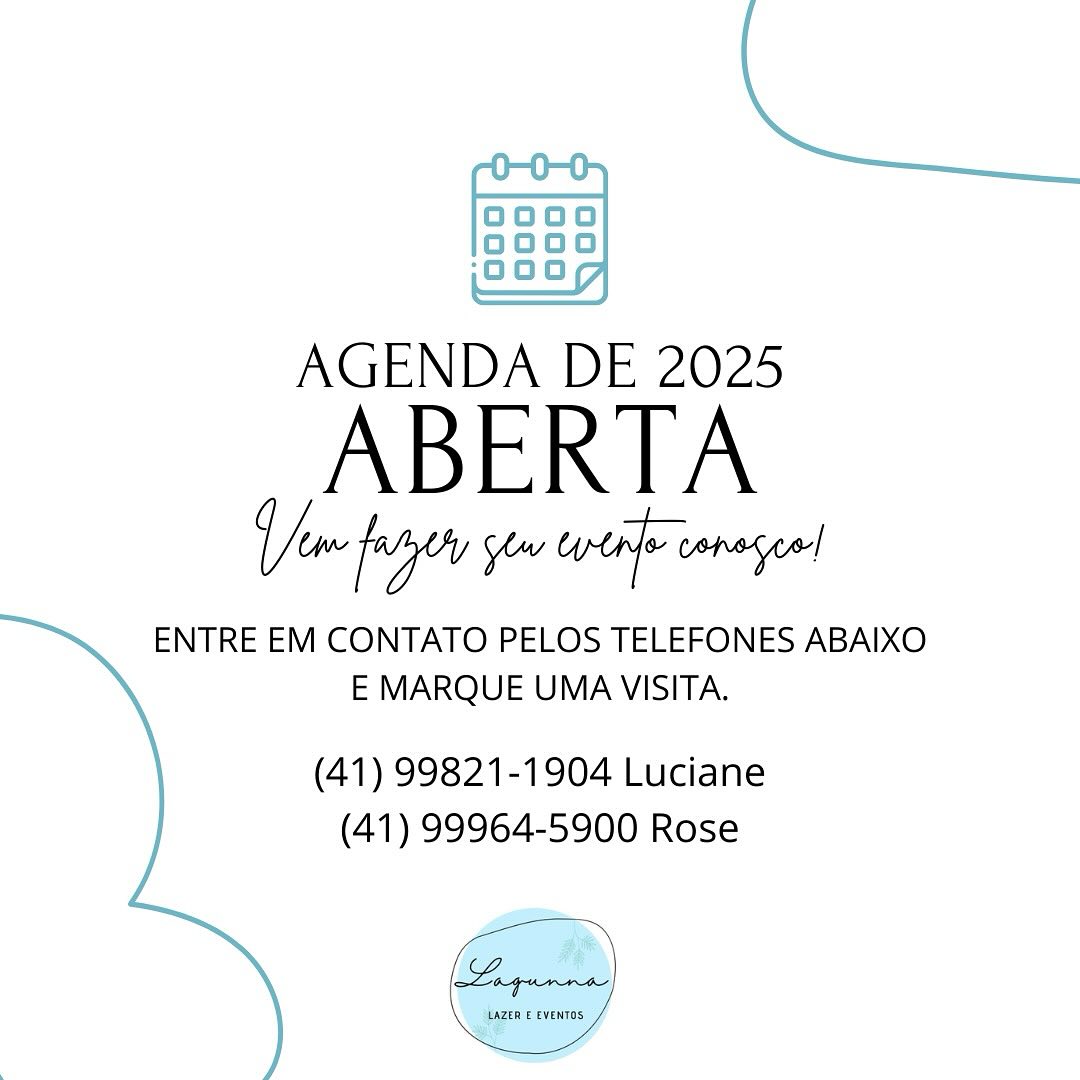 AGENDA DE 2025
ABERTA
Vem fazer seu evento conosco!
ENTRE EM CONTATO PELOS TELEFONES ABAIXO
E MARQUE UMA VISITA.
(41) 99821-1904 Luciane
(41) 99964-5900 Rose
Lagunna
LAZER E EVENTOS